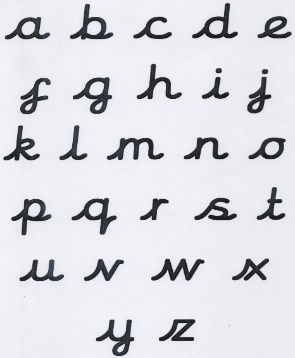 a b c d e
f g h i j
k l m n o
p q r s t
u v w x
y z